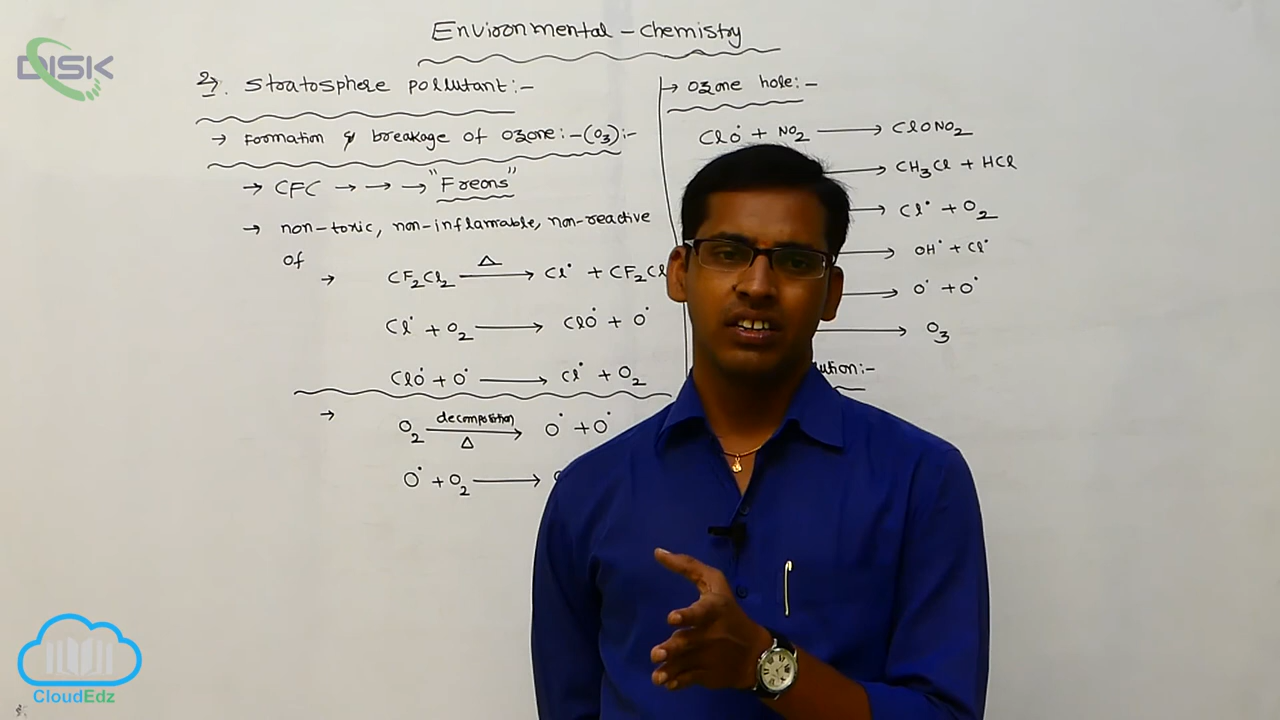 Environmental - chemistry
DISK
2. Stratosphere pollutant:-
→ Formation & breakage of Ozone:-(O3):-
→ CFC → → → "Freons"
→ non-toxic, non-inflamable, non-reactive
of
→ CF2Cl2 —Δ→ Cl• + CF2Cl
Cl• + O2 → ClO• + O•
ClO• + O• → Cl• + O2
→ O2 decomposition Δ → O• + O•
O• + O2 →
→ Ozone hole:-
ClO• + NO2 → ClONO2
→ CH3Cl + HCl
→ Cl• + O2
→ OH• + Cl•
→ O• + O•
→ O3
CloudEdz